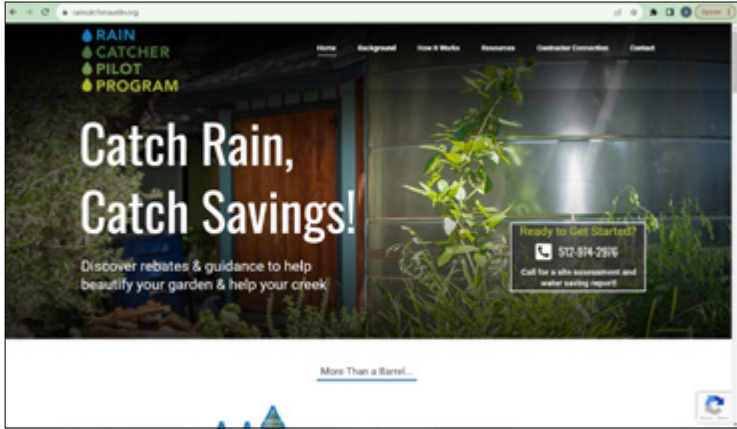 raincatcheraustin.org
RAIN
CATCHER
PILOT
PROGRAM
Home Background How It Works Resources Contractor Connection Contact
Catch Rain,
Catch Savings!
Discover rebates & guidance to help
beautify your garden & help your creek
Ready to Get Started?
512-974-2976
Call for a site assessment and
water saving report!
More Than a Barrel...